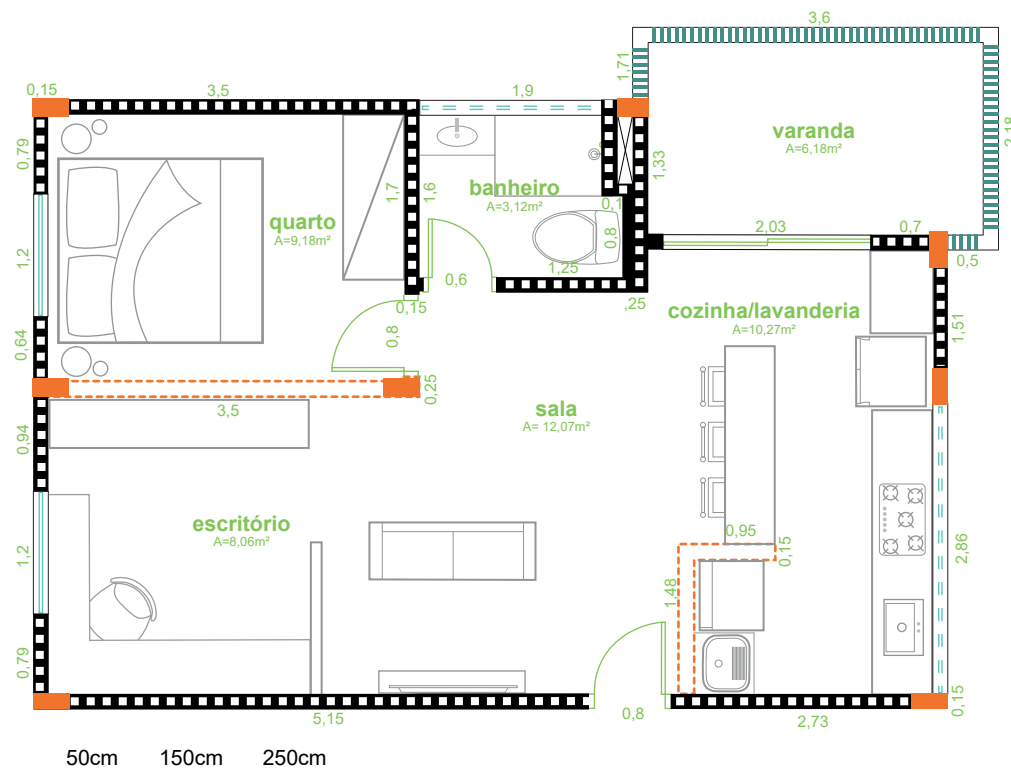 3,6
0,15
3,5
1,9
1,71
2,18
0,79
varanda
A=6,18m²
1,33
1,7
1,6
banheiro
A=3,12m²
0,1
quarto
A=9,18m²
0,8
2,03
0,7
0,5
1,2
1,25
0,6
0,15
,25
cozinha/lavanderia
A=10,27m²
0,64
0,8
1,51
0,25
3,5
sala
A= 12,07m²
0,94
escritório
A=8,06m²
0,95
0,15
1,2
2,86
1,48
0,79
5,15
0,8
2,73
0,15
50cm 150cm 250cm